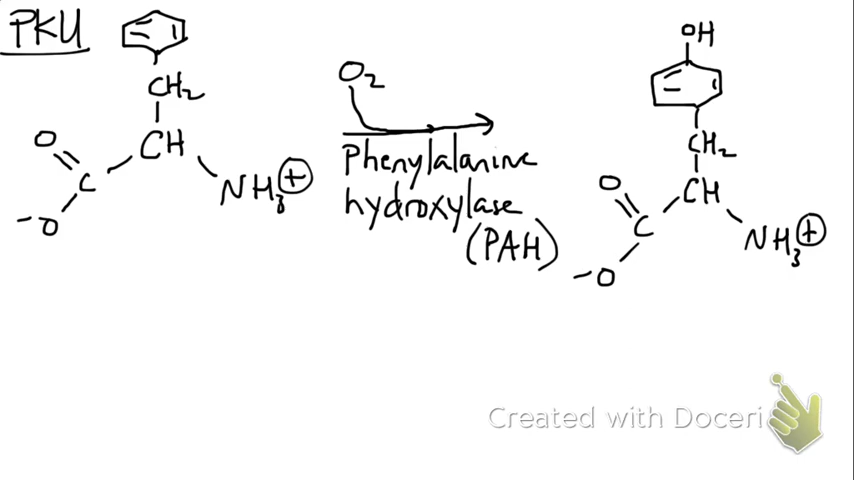 PKU
CH₂
O
CH
C
⁻O
NH₃⊕
O₂
Phenylalanine
hydroxylase
(PAH)
OH
CH₂
O
CH
C
⁻O
NH₃⊕
Created with Doceri